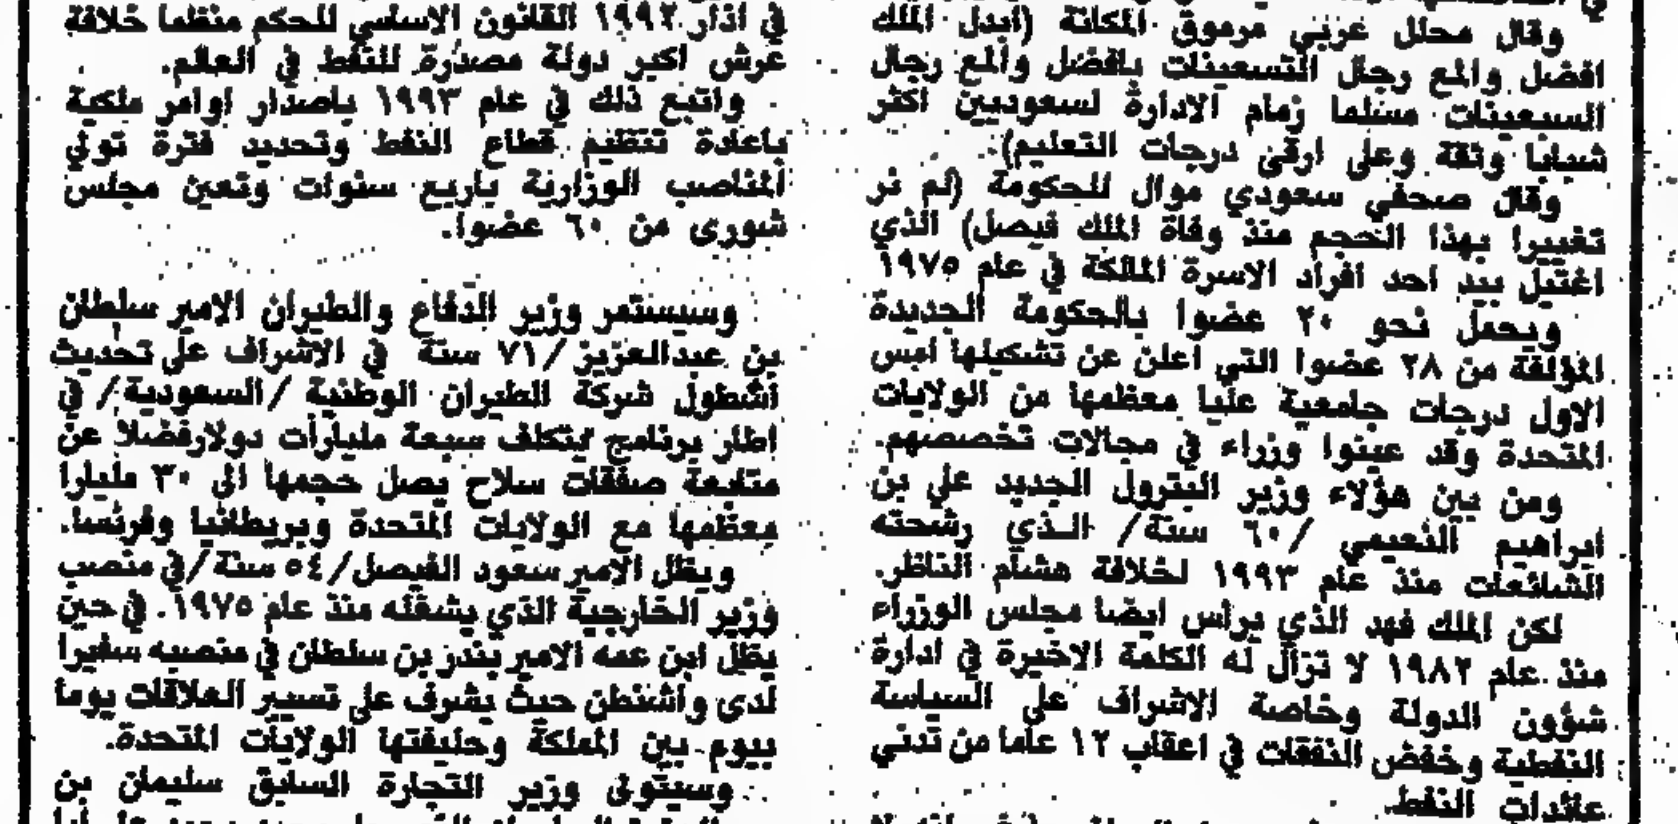 وقال محلل غربي مرموق المكانة (ابدل الملك
افضل والمع رجال التسعينات بافضل والمع رجال
السبعينات مسلما زمام الادارة لسعوديين اكثر
شبابا وثقة وعلى ارقى درجات التعليم).
وقال صحفي سعودي موال للحكومة (لم نر
تغييرا بهذا الحجم منذ وفاة الملك فيصل) الذي
اغتيل بيد احد افراد الاسرة المالكة في عام ١٩٧٥
ويحمل نحو ٢٠ عضوا بالحكومة الجديدة
المؤلفة من ٢٨ عضوا التي اعلن عن تشكيلها امس
الاول درجات جامعية عليا معظمها من الولايات
المتحدة وقد عينوا وزراء في مجالات تخصصهم.
ومن بين هؤلاء وزير البترول الجديد علي بن
ابراهيم النعيمي /٦٠ سنة/ الـذي رشحته
الشائعات منذ عام ١٩٩٣ لخلافة هشام الناظر.
لكن الملك فهد الذي يرأس ايضا مجلس الوزراء
منذ عام ١٩٨٢ لا تزال له الكلمة الاخيرة في ادارة
شؤون الدولة وخاصة الاشراف على السياسة
النفطية وخفض النفقات في اعقاب ١٢ عاما من تدني
عائدات النفط.
في اذار ١٩٩٢ القانون الاساسي للحكم منظما خلافة
عرش اكبر دولة مصدرة للنفط في العالم.
واتبع ذلك في عام ١٩٩٣ باصدار اوامر ملكية
باعادة تتظيم قطاع النفط وتحديد فترة تولي
المناصب الوزارية باربع سنوات وتعين مجلس
شورى من ٦٠ عضوا.
وسيستمر وزير الدفاع والطيران الامير سلطان
بن عبدالعزيز /٧١ سنة في الاشراف على تحديث
اسطول شركة الطيران الوطنية /السعودية/ في
اطار برنامج يتكلف سبعة مليارات دولارفضلا عن
متابعة صفقات سلاح يصل حجمها الى ٣٠ مليارا
معظمها مع الولايات المتحدة وبريطانيا وفرنسا.
ويظل الامير سعود الفيصل/٥٤ سنة/في منصب
وزير الخارجية الذي يشغله منذ عام ١٩٧٥. في حين
يظل ابن عمه الامير بندر بن سلطان في منصبه سفيرا
لدى واشنطن حيث يشرف على تسيير العلاقات يوما
بيوم بين المملكة وحليفتها الولايات المتحدة.
وسيتولى وزير التجارة السابق سليمان بن